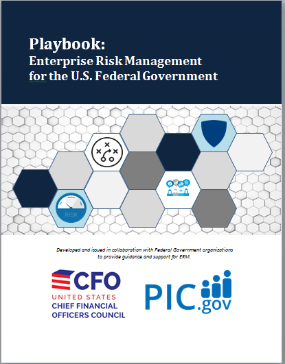 Playbook:
Enterprise Risk Management
for the U.S. Federal Government
RISK
Developed and issued in collaboration with Federal Government organizations
to provide guidance and support for ERM.
CFO
UNITED STATES
CHIEF FINANCIAL
OFFICERS COUNCIL
PIC.gov